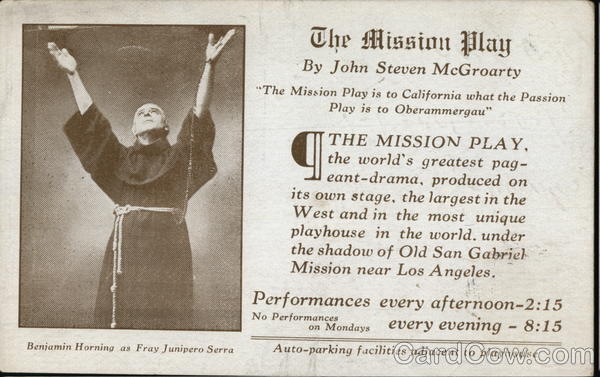 The Mission Play
By John Steven McGroarty
"The Mission Play is to California what the Passion
Play is to Oberammergau"
¶ THE MISSION PLAY,
the world's greatest pag-
eant-drama, produced on
its own stage, the largest in the
West and in the most unique
playhouse in the world, under
the shadow of Old San Gabriel
Mission near Los Angeles.
Performances every afternoon-2:15
No Performances
on Mondays
every evening - 8:15
Auto-parking facilities adjacent to playhouse
Benjamin Horning as Fray Junipero Serra
CardCow.com